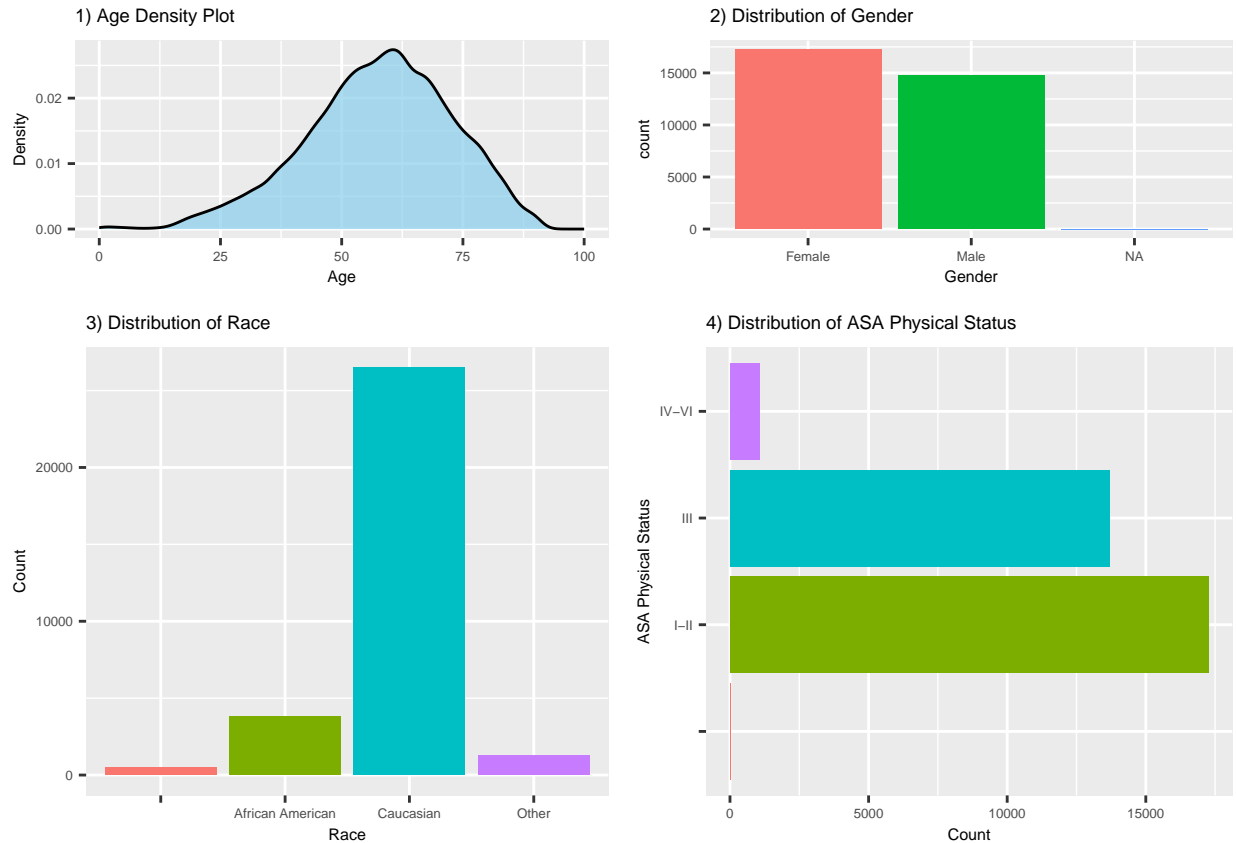 1) Age Density Plot
Density
0.02
0.01
0.00
0
25
50
75
100
Age
2) Distribution of Gender
count
15000
10000
5000
0
Female
Male
NA
Gender
3) Distribution of Race
Count
20000
10000
0
African American
Caucasian
Other
Race
4) Distribution of ASA Physical Status
ASA Physical Status
IV−VI
III
I−II
0
5000
10000
15000
Count